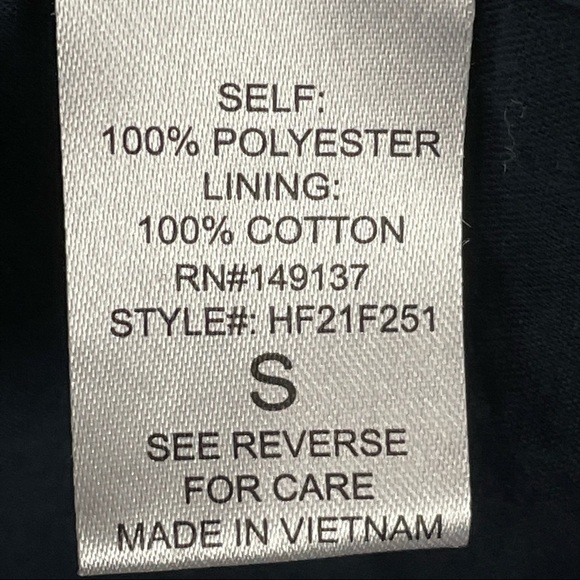 SELF:
100% POLYESTER
LINING:
100% COTTON
RN#149137
STYLE#: HF21F251
S
SEE REVERSE
FOR CARE
MADE IN VIETNAM